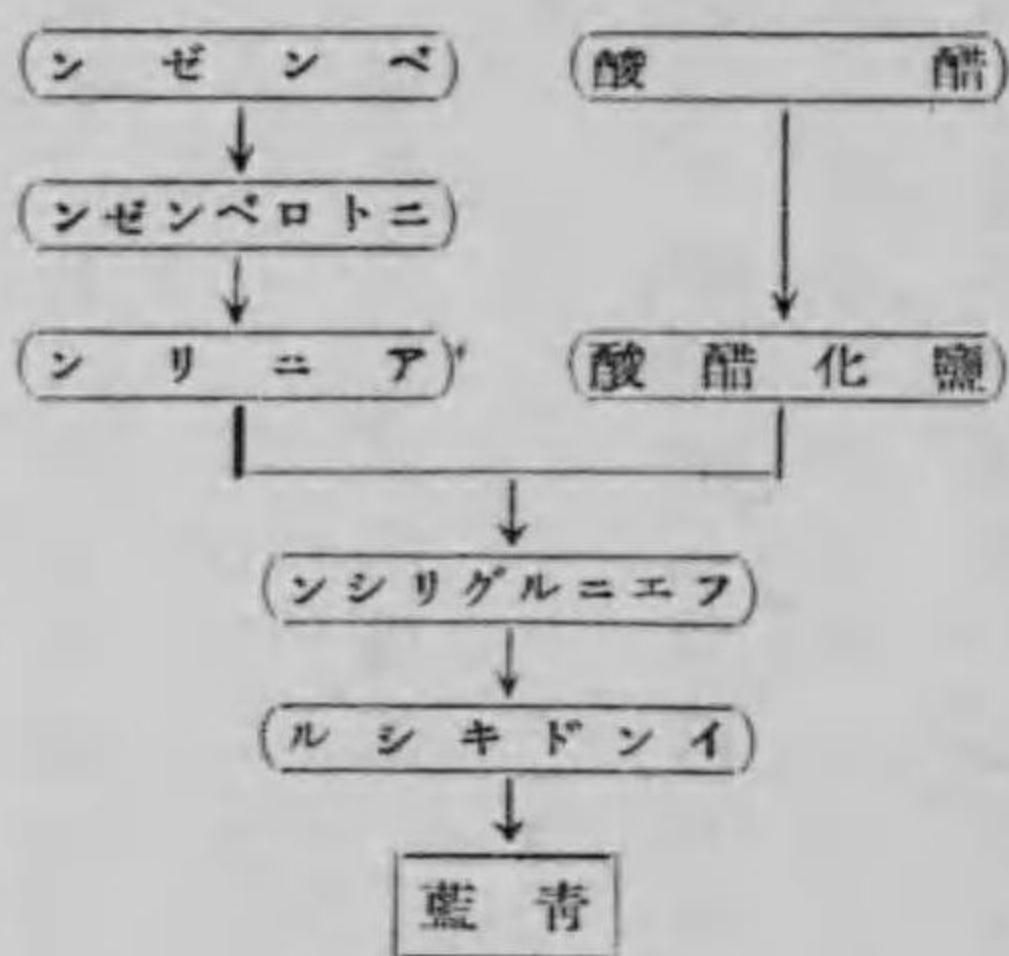 醋酸
ベンゼン
ニトロベンゼン
鹽化醋酸
アニリン
フエニルグリシン
インドキシル
青藍